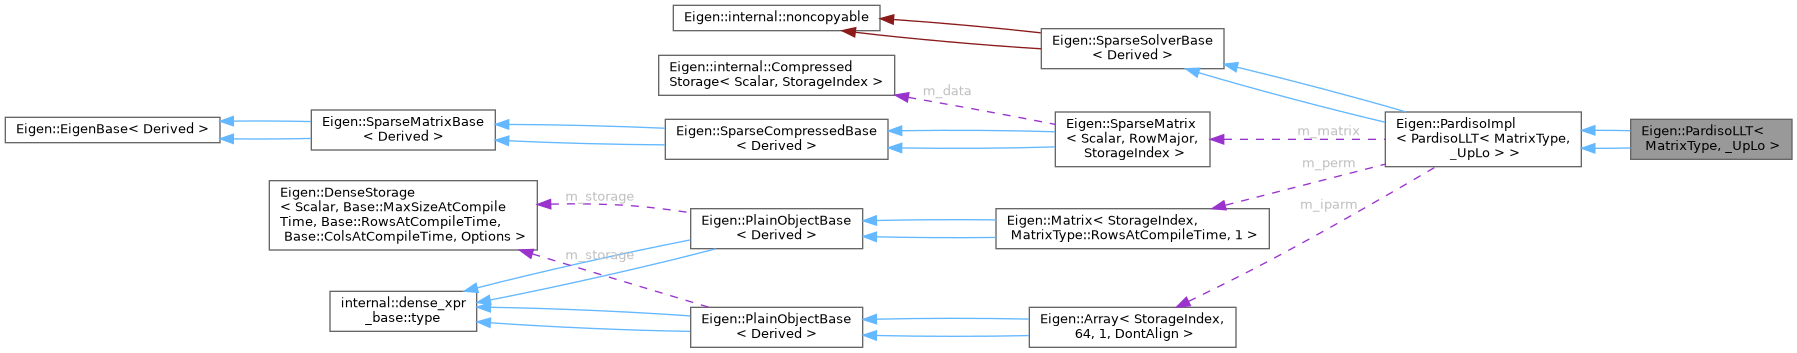 Eigen::internal::noncopyable
Eigen::SparseSolverBase
< Derived >
Eigen::internal::Compressed
Storage< Scalar, StorageIndex >
m_data
Eigen::EigenBase< Derived >
Eigen::SparseMatrixBase
< Derived >
Eigen::SparseCompressedBase
< Derived >
Eigen::SparseMatrix
< Scalar, RowMajor,
StorageIndex >
m_matrix
Eigen::PardisoImpl
< PardisoLLT< MatrixType,
_UpLo > >
Eigen::PardisoLLT<
MatrixType, _UpLo >
m_perm
m_iparm
Eigen::DenseStorage
< Scalar, Base::MaxSizeAtCompile
Time, Base::RowsAtCompileTime,
Base::ColsAtCompileTime, Options >
m_storage
Eigen::PlainObjectBase
< Derived >
Eigen::Matrix< StorageIndex,
MatrixType::RowsAtCompileTime, 1 >
m_storage
internal::dense_xpr
_base::type
Eigen::PlainObjectBase
< Derived >
Eigen::Array< StorageIndex,
64, 1, DontAlign >